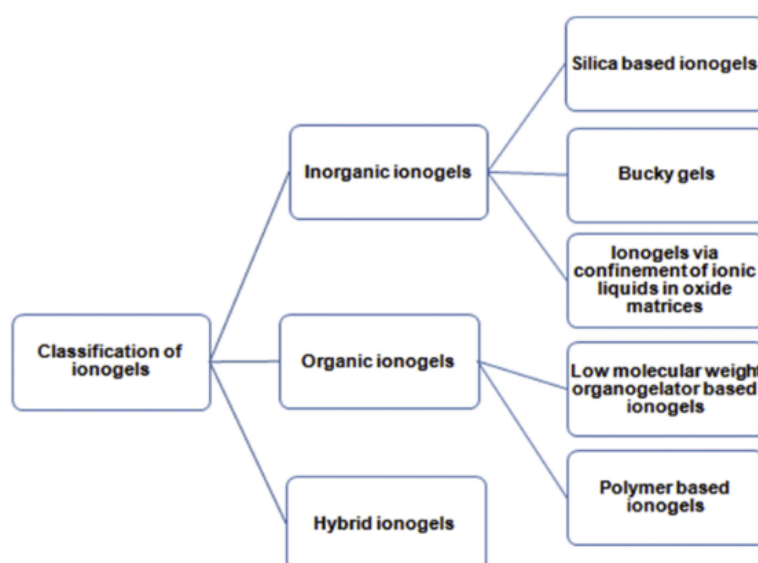 Silica based ionogels
Inorganic ionogels
Bucky gels
Ionogels via
confinement of ionic
liquids in oxide
matrices
Classification of
ionogels
Organic ionogels
Low molecular weight
organogelator based
ionogels
Polymer based
ionogels
Hybrid ionogels